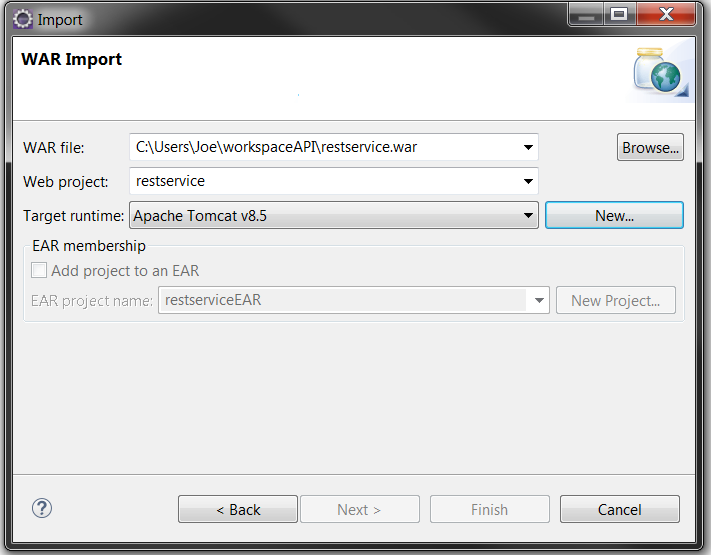 Import
WAR Import
WAR file: C:\Users\Joe\workspaceAPI\restservice.war Browse...
Web project: restservice
Target runtime: Apache Tomcat v8.5 New...
EAR membership
Add project to an EAR
EAR project name: restserviceEAR New Project...
? < Back Next > Finish Cancel